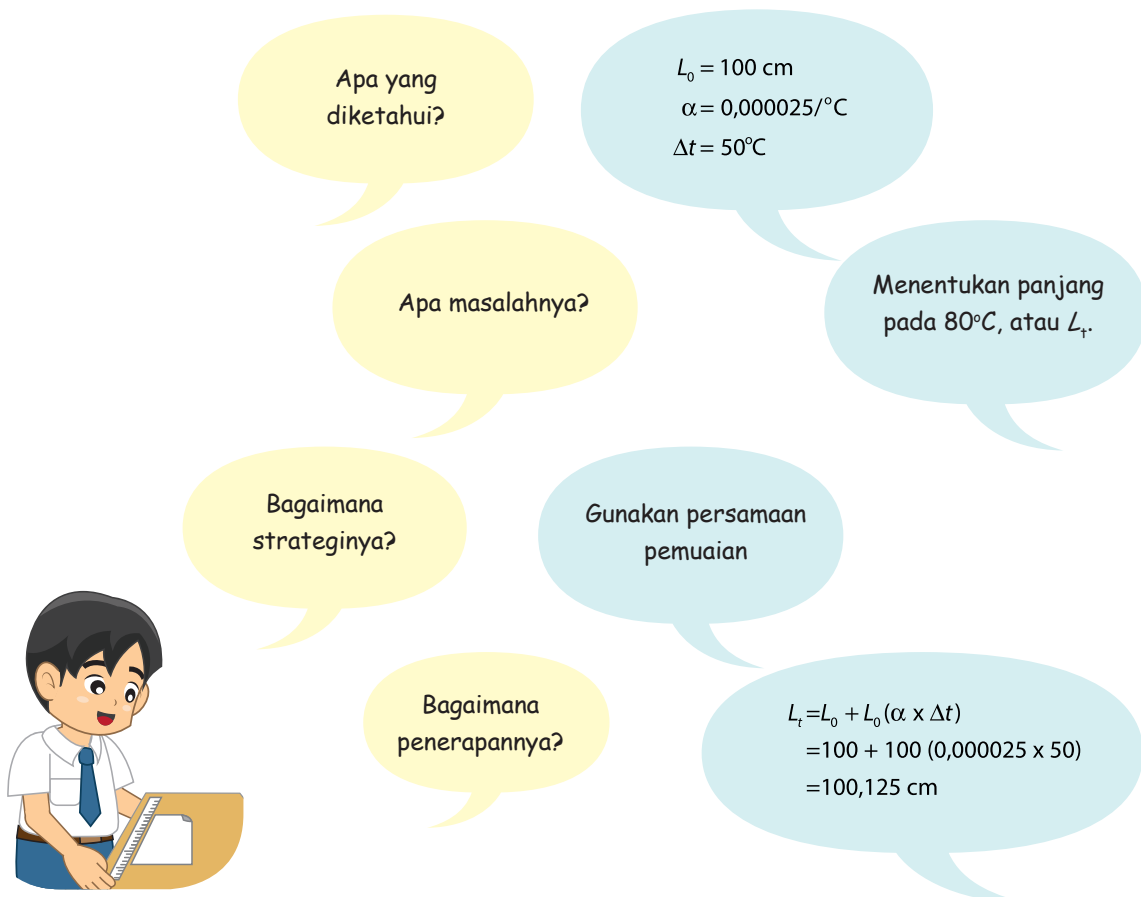 Apa yang
diketahui?
L₀ = 100 cm
α = 0,000025/°C
Δt = 50°C
Apa masalahnya?
Menentukan panjang
pada 80°C, atau Lₜ.
Bagaimana
strateginya?
Gunakan persamaan
pemuaian
Bagaimana
penerapannya?
Lₜ=L₀ + L₀(α x Δt)
=100 + 100 (0,000025 x 50)
=100,125 cm